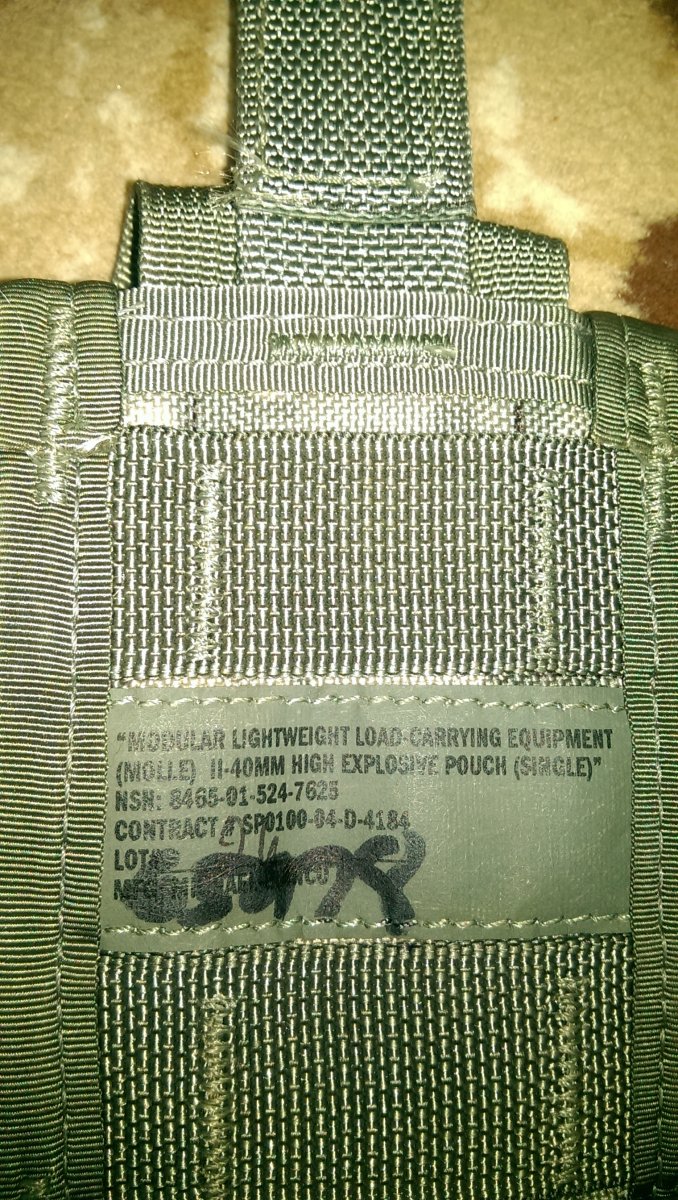 "MODULAR LIGHTWEIGHT LOAD-CARRYING EQUIPMENT
(MOLLE) II-40MM HIGH EXPLOSIVE POUCH (SINGLE)"
NSN: 8465-01-524-7625
CONTRACT # SP0100-04-D-4184
LOT#
MFG